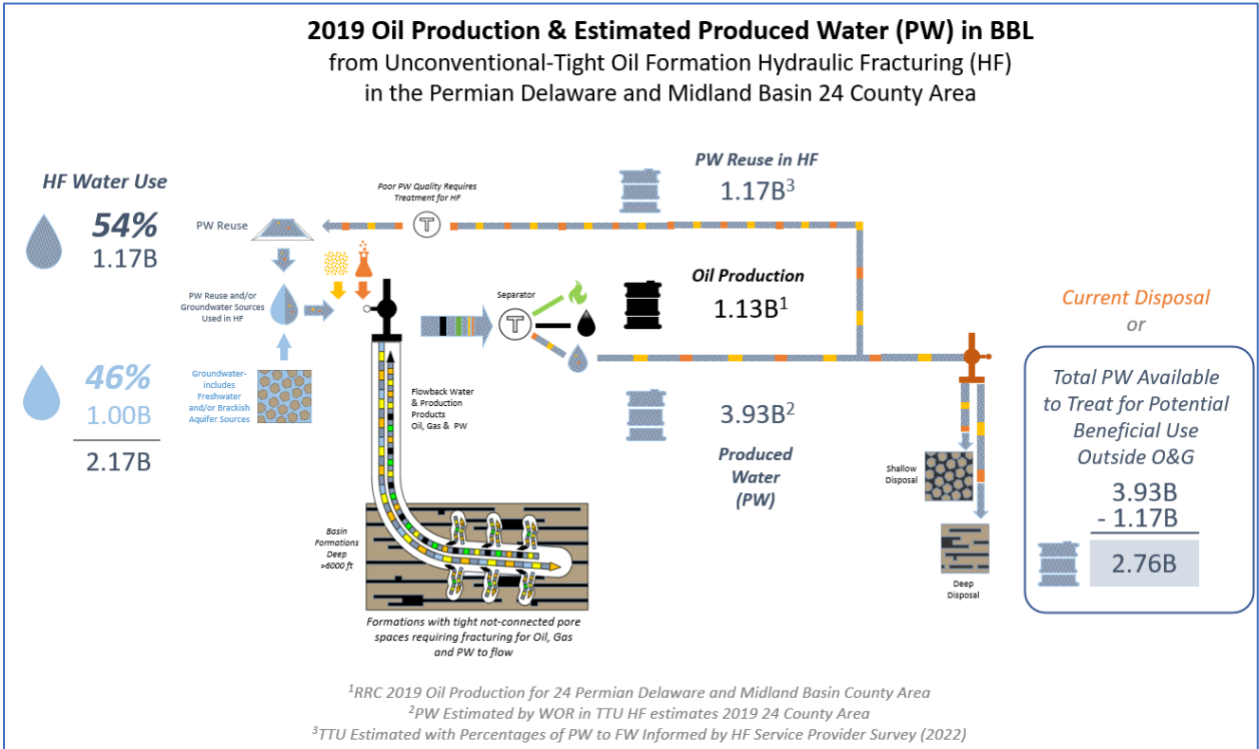 2019 Oil Production & Estimated Produced Water (PW) in BBL
from Unconventional-Tight Oil Formation Hydraulic Fracturing (HF)
in the Permian Delaware and Midland Basin 24 County Area
HF Water Use
54%
1.17B
PW Reuse
Poor PW Quality Requires
Treatment for HF
T
PW Reuse in HF
1.17B³
PW Reuse and/or
Groundwater Sources
Used in HF
46%
1.00B
2.17B
Groundwater-
includes
Freshwater
and/or Brackish
Aquifer Sources
Separator
T
Oil Production
1.13B¹
Flowback Water
& Production
Products
Oil, Gas & PW
3.93B²
Produced
Water
(PW)
Basin
Formations
Deep
>6000 ft
Formations with tight not-connected pore
spaces requiring fracturing for Oil, Gas
and PW to flow
Shallow
Disposal
Deep
Disposal
Current Disposal
or
Total PW Available
to Treat for Potential
Beneficial Use
Outside O&G
3.93B
- 1.17B
2.76B
¹RRC 2019 Oil Production for 24 Permian Delaware and Midland Basin County Area
²PW Estimated by WOR in TTU HF estimates 2019 24 County Area
³TTU Estimated with Percentages of PW to FW Informed by HF Service Provider Survey (2022)